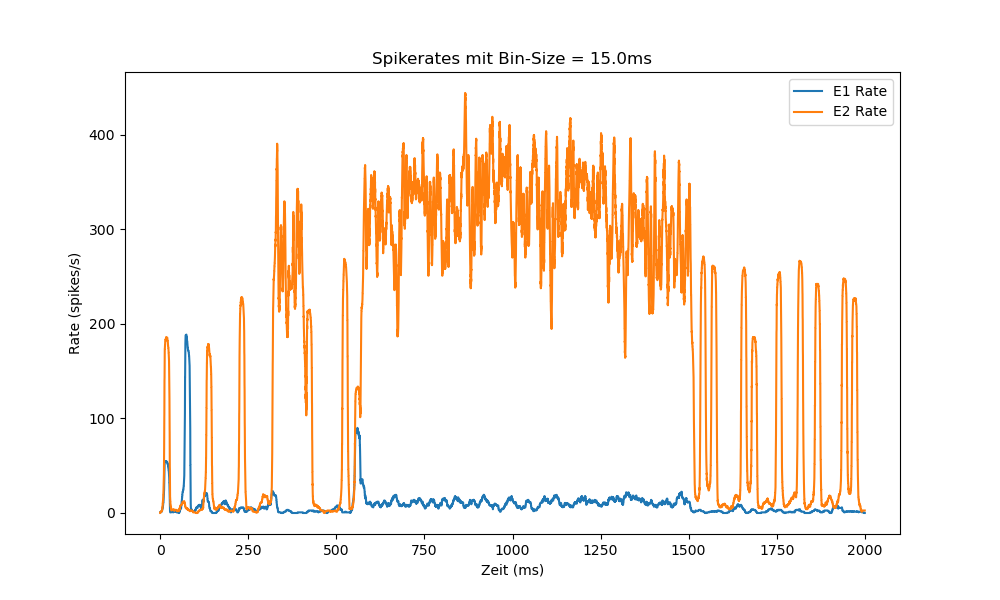 Spikerates mit Bin-Size = 15.0ms
E1 Rate
E2 Rate
400
300
200
100
0
Rate (spikes/s)
0 250 500 750 1000 1250 1500 1750 2000
Zeit (ms)